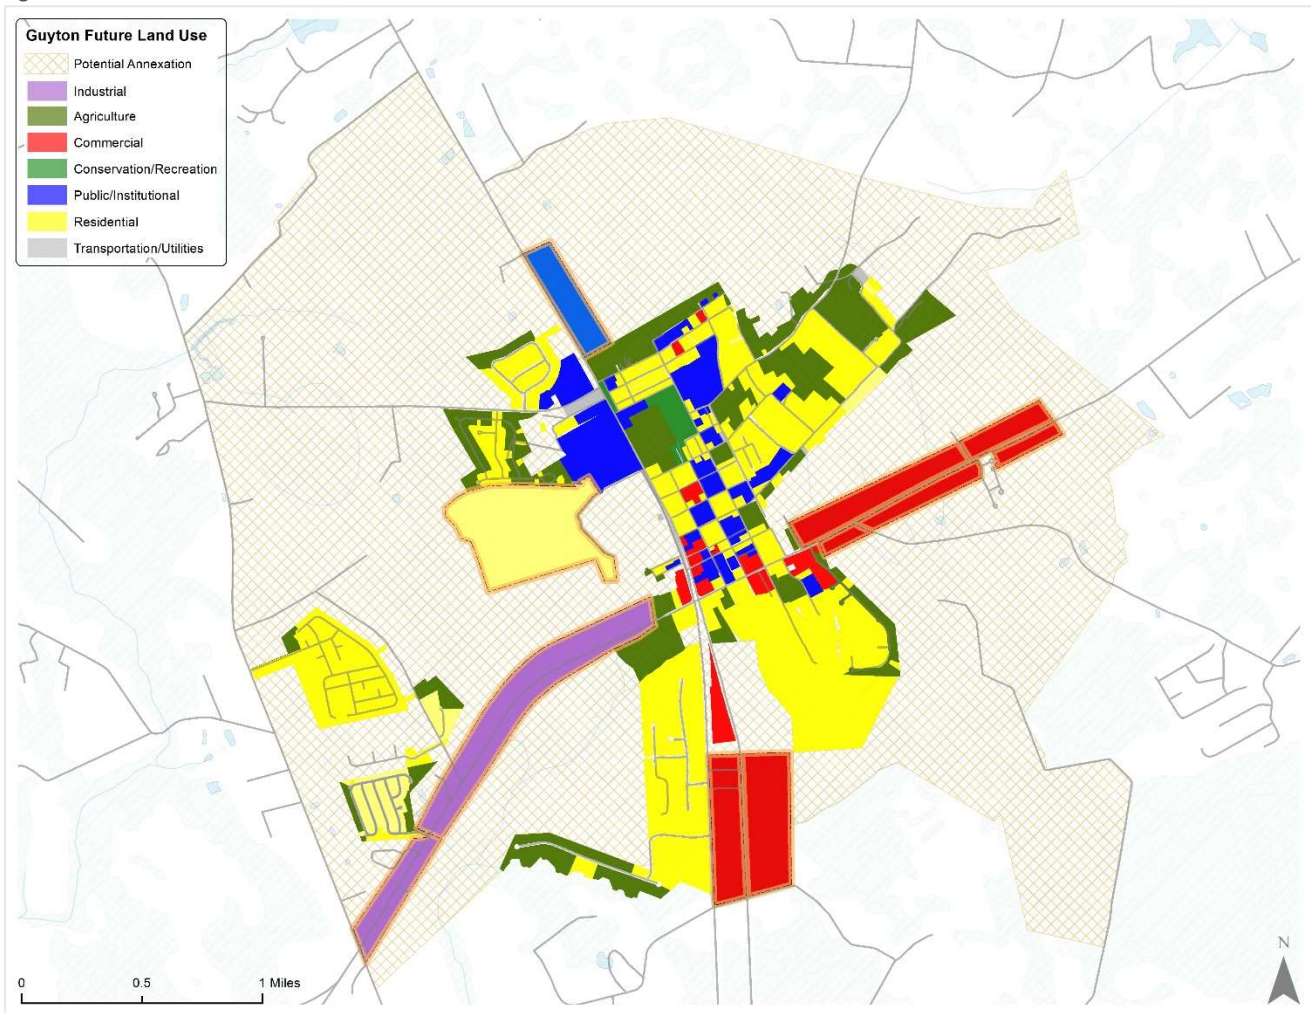 Guyton Future Land Use
Potential Annexation
Industrial
Agriculture
Commercial
Conservation/Recreation
Public/Institutional
Residential
Transportation/Utilities
0 0.5 1 Miles
N